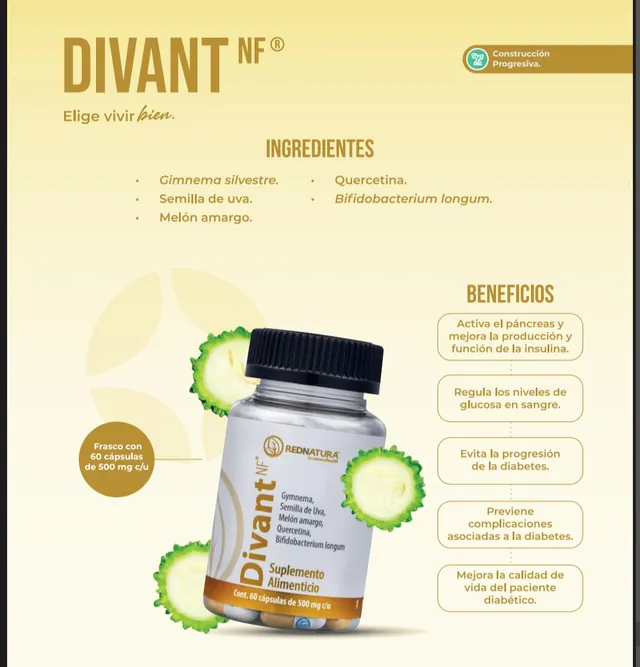 DIVANT NF®
Construcción
Progresiva.
Elige vivir bien.
INGREDIENTES
• Gimnema silvestre.
• Semilla de uva.
• Melón amargo.
• Quercetina.
• Bifidobacterium longum.
BENEFICIOS
Activa el páncreas y
mejora la producción y
función de la insulina.
Regula los niveles de
glucosa en sangre.
Evita la progresión
de la diabetes.
Previene
complicaciones
asociadas a la diabetes.
Mejora la calidad de
vida del paciente
diabético.
Frasco con
60 cápsulas
de 500 mg c/u
REDNATURA
Divant NF®
Gymnema,
Semilla de Uva,
Melón amargo,
Quercetina,
Bifidobacterium longum
Suplemento
Alimenticio
Cont. 60 cápsulas de 500 mg c/u